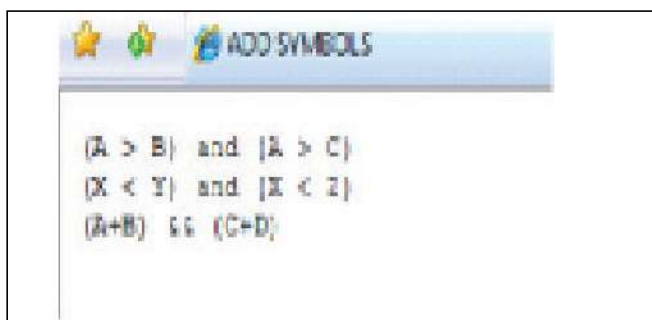 ADD SYMBOLS
(A > B) and (A > C)
(X < Y) and (X < Z)
(A+B) && (C+D)